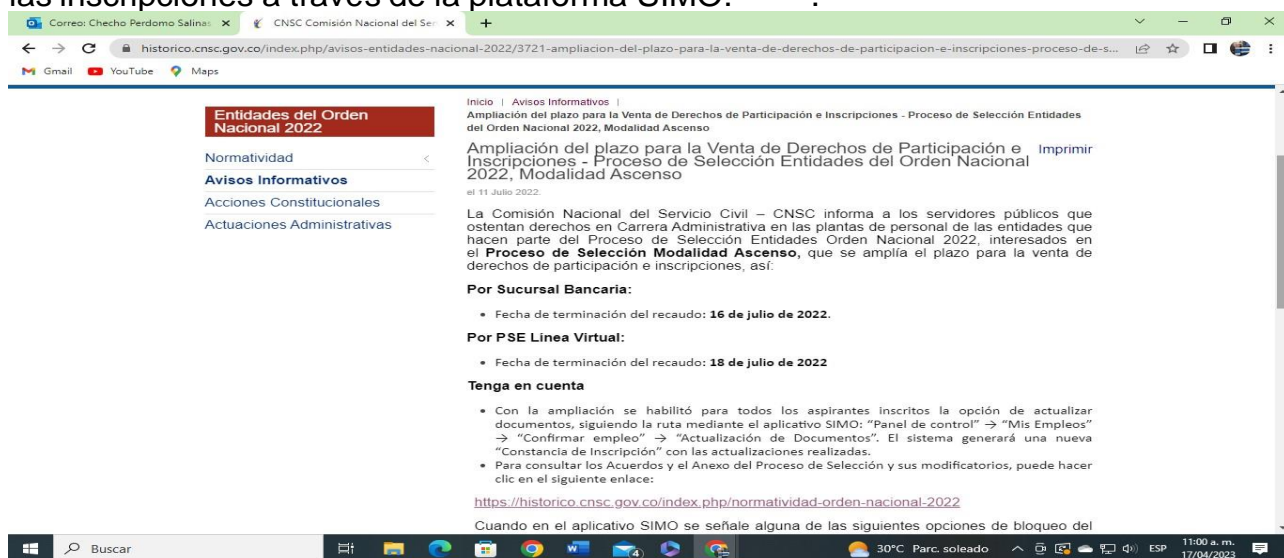 las inscripciones a través de la plataforma SIMO.
Correo: Checho Perdomo Salinas
CNSC Comisión Nacional del Ser
historico.cnsc.gov.co/index.php/avisos-entidades-nacional-2022/3721-ampliacion-del-plazo-para-la-venta-de-derechos-de-participacion-e-inscripciones-proceso-de-s...
Gmail YouTube Maps
Entidades del Orden
Nacional 2022
Normatividad
Avisos Informativos
Acciones Constitucionales
Actuaciones Administrativas
Inicio | Avisos Informativos |
Ampliación del plazo para la Venta de Derechos de Participación e Inscripciones - Proceso de Selección Entidades
del Orden Nacional 2022, Modalidad Ascenso
Ampliación del plazo para la Venta de Derechos de Participación e
Inscripciones - Proceso de Selección Entidades del Orden Nacional
2022, Modalidad Ascenso
Imprimir
el 11 Julio 2022.
La Comisión Nacional del Servicio Civil – CNSC informa a los servidores públicos que
ostentan derechos en Carrera Administrativa en las plantas de personal de las entidades que
hacen parte del Proceso de Selección Entidades Orden Nacional 2022, interesados en
el Proceso de Selección Modalidad Ascenso, que se amplía el plazo para la venta de
derechos de participación e inscripciones, así:
Por Sucursal Bancaria:
• Fecha de terminación del recaudo: 16 de julio de 2022.
Por PSE Línea Virtual:
• Fecha de terminación del recaudo: 18 de julio de 2022
Tenga en cuenta
• Con la ampliación se habilitó para todos los aspirantes inscritos la opción de actualizar
documentos, siguiendo la ruta mediante el aplicativo SIMO: “Panel de control” → “Mis Empleos”
→ “Confirmar empleo” → “Actualización de Documentos”. El sistema generará una nueva
“Constancia de Inscripción” con las actualizaciones realizadas.
• Para consultar los Acuerdos y el Anexo del Proceso de Selección y sus modificatorios, puede hacer
clic en el siguiente enlace:
https://historico.cnsc.gov.co/index.php/normatividad-orden-nacional-2022
Cuando en el aplicativo SIMO se señale alguna de las siguientes opciones de bloqueo del
Buscar
30°C Parc. soleado
ESP
11:00 a. m.
17/04/2023